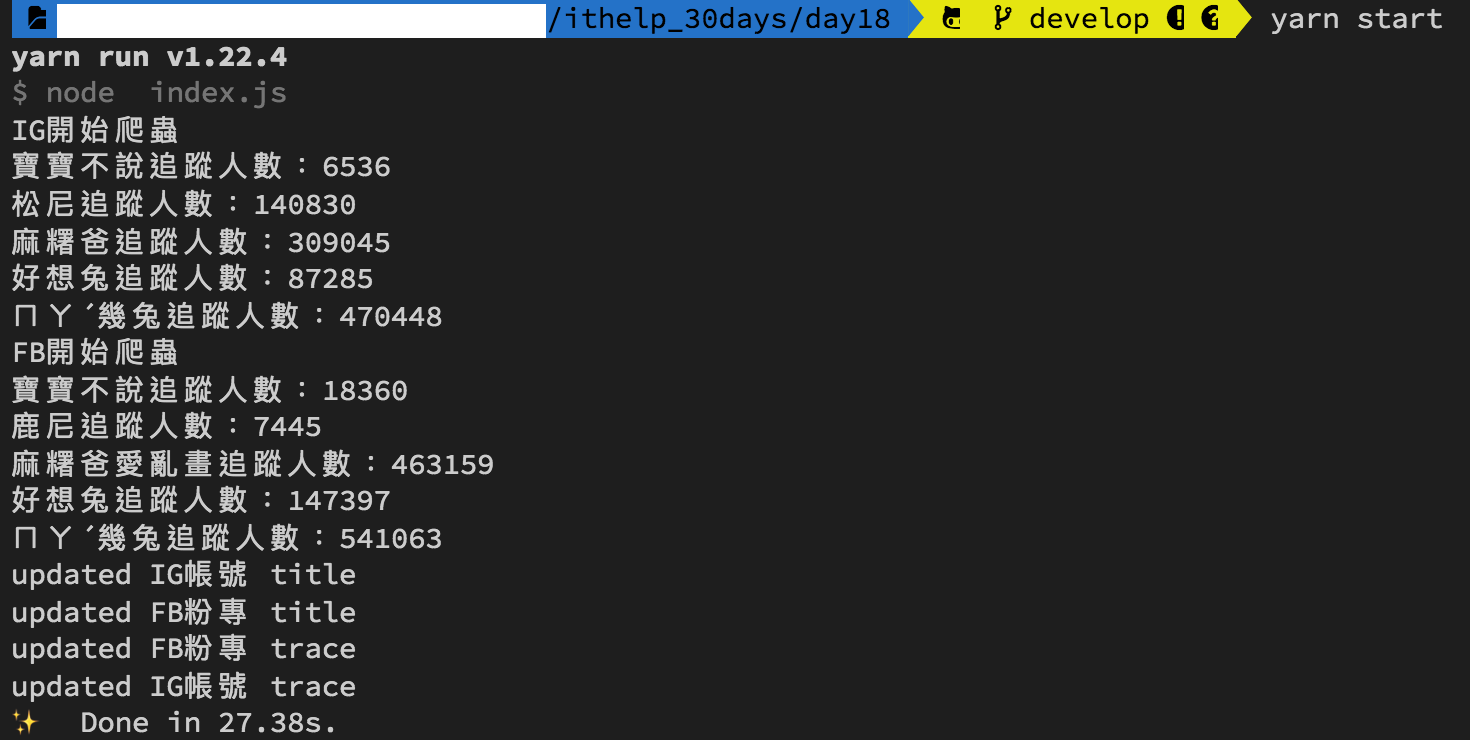 /ithelp_30days/day18 develop yarn start
yarn run v1.22.4
$ node  index.js
IG開始爬蟲
寶寶不說追蹤人數：6536
松尼追蹤人數：140830
麻糬爸追蹤人數：309045
好想兔追蹤人數：87285
ㄇㄚˊ幾兔追蹤人數：470448
FB開始爬蟲
寶寶不說追蹤人數：18360
鹿尼追蹤人數：7445
麻糬爸愛亂畫追蹤人數：463159
好想兔追蹤人數：147397
ㄇㄚˊ幾兔追蹤人數：541063
updated IG帳號 title
updated FB粉專 title
updated FB粉專 trace
updated IG帳號 trace
✨  Done in 27.38s.